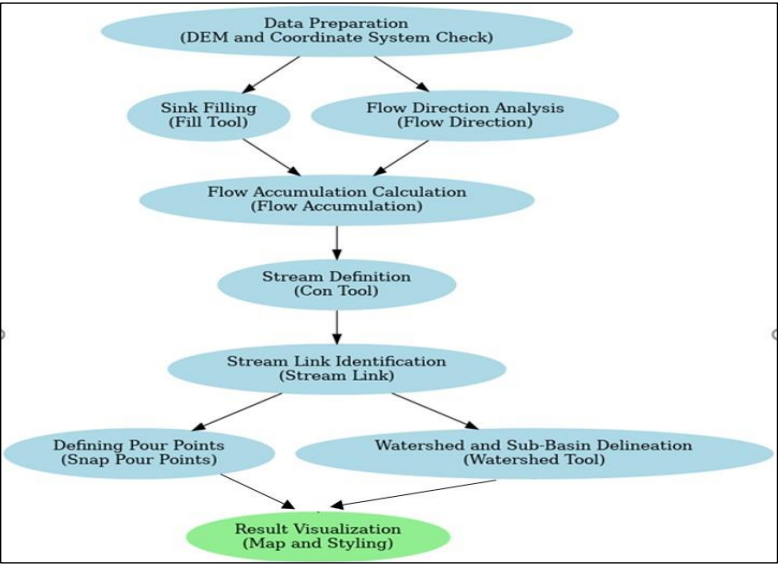 Data Preparation
(DEM and Coordinate System Check)
Sink Filling
(Fill Tool)
Flow Direction Analysis
(Flow Direction)
Flow Accumulation Calculation
(Flow Accumulation)
Stream Definition
(Con Tool)
Stream Link Identification
(Stream Link)
Defining Pour Points
(Snap Pour Points)
Watershed and Sub-Basin Delineation
(Watershed Tool)
Result Visualization
(Map and Styling)